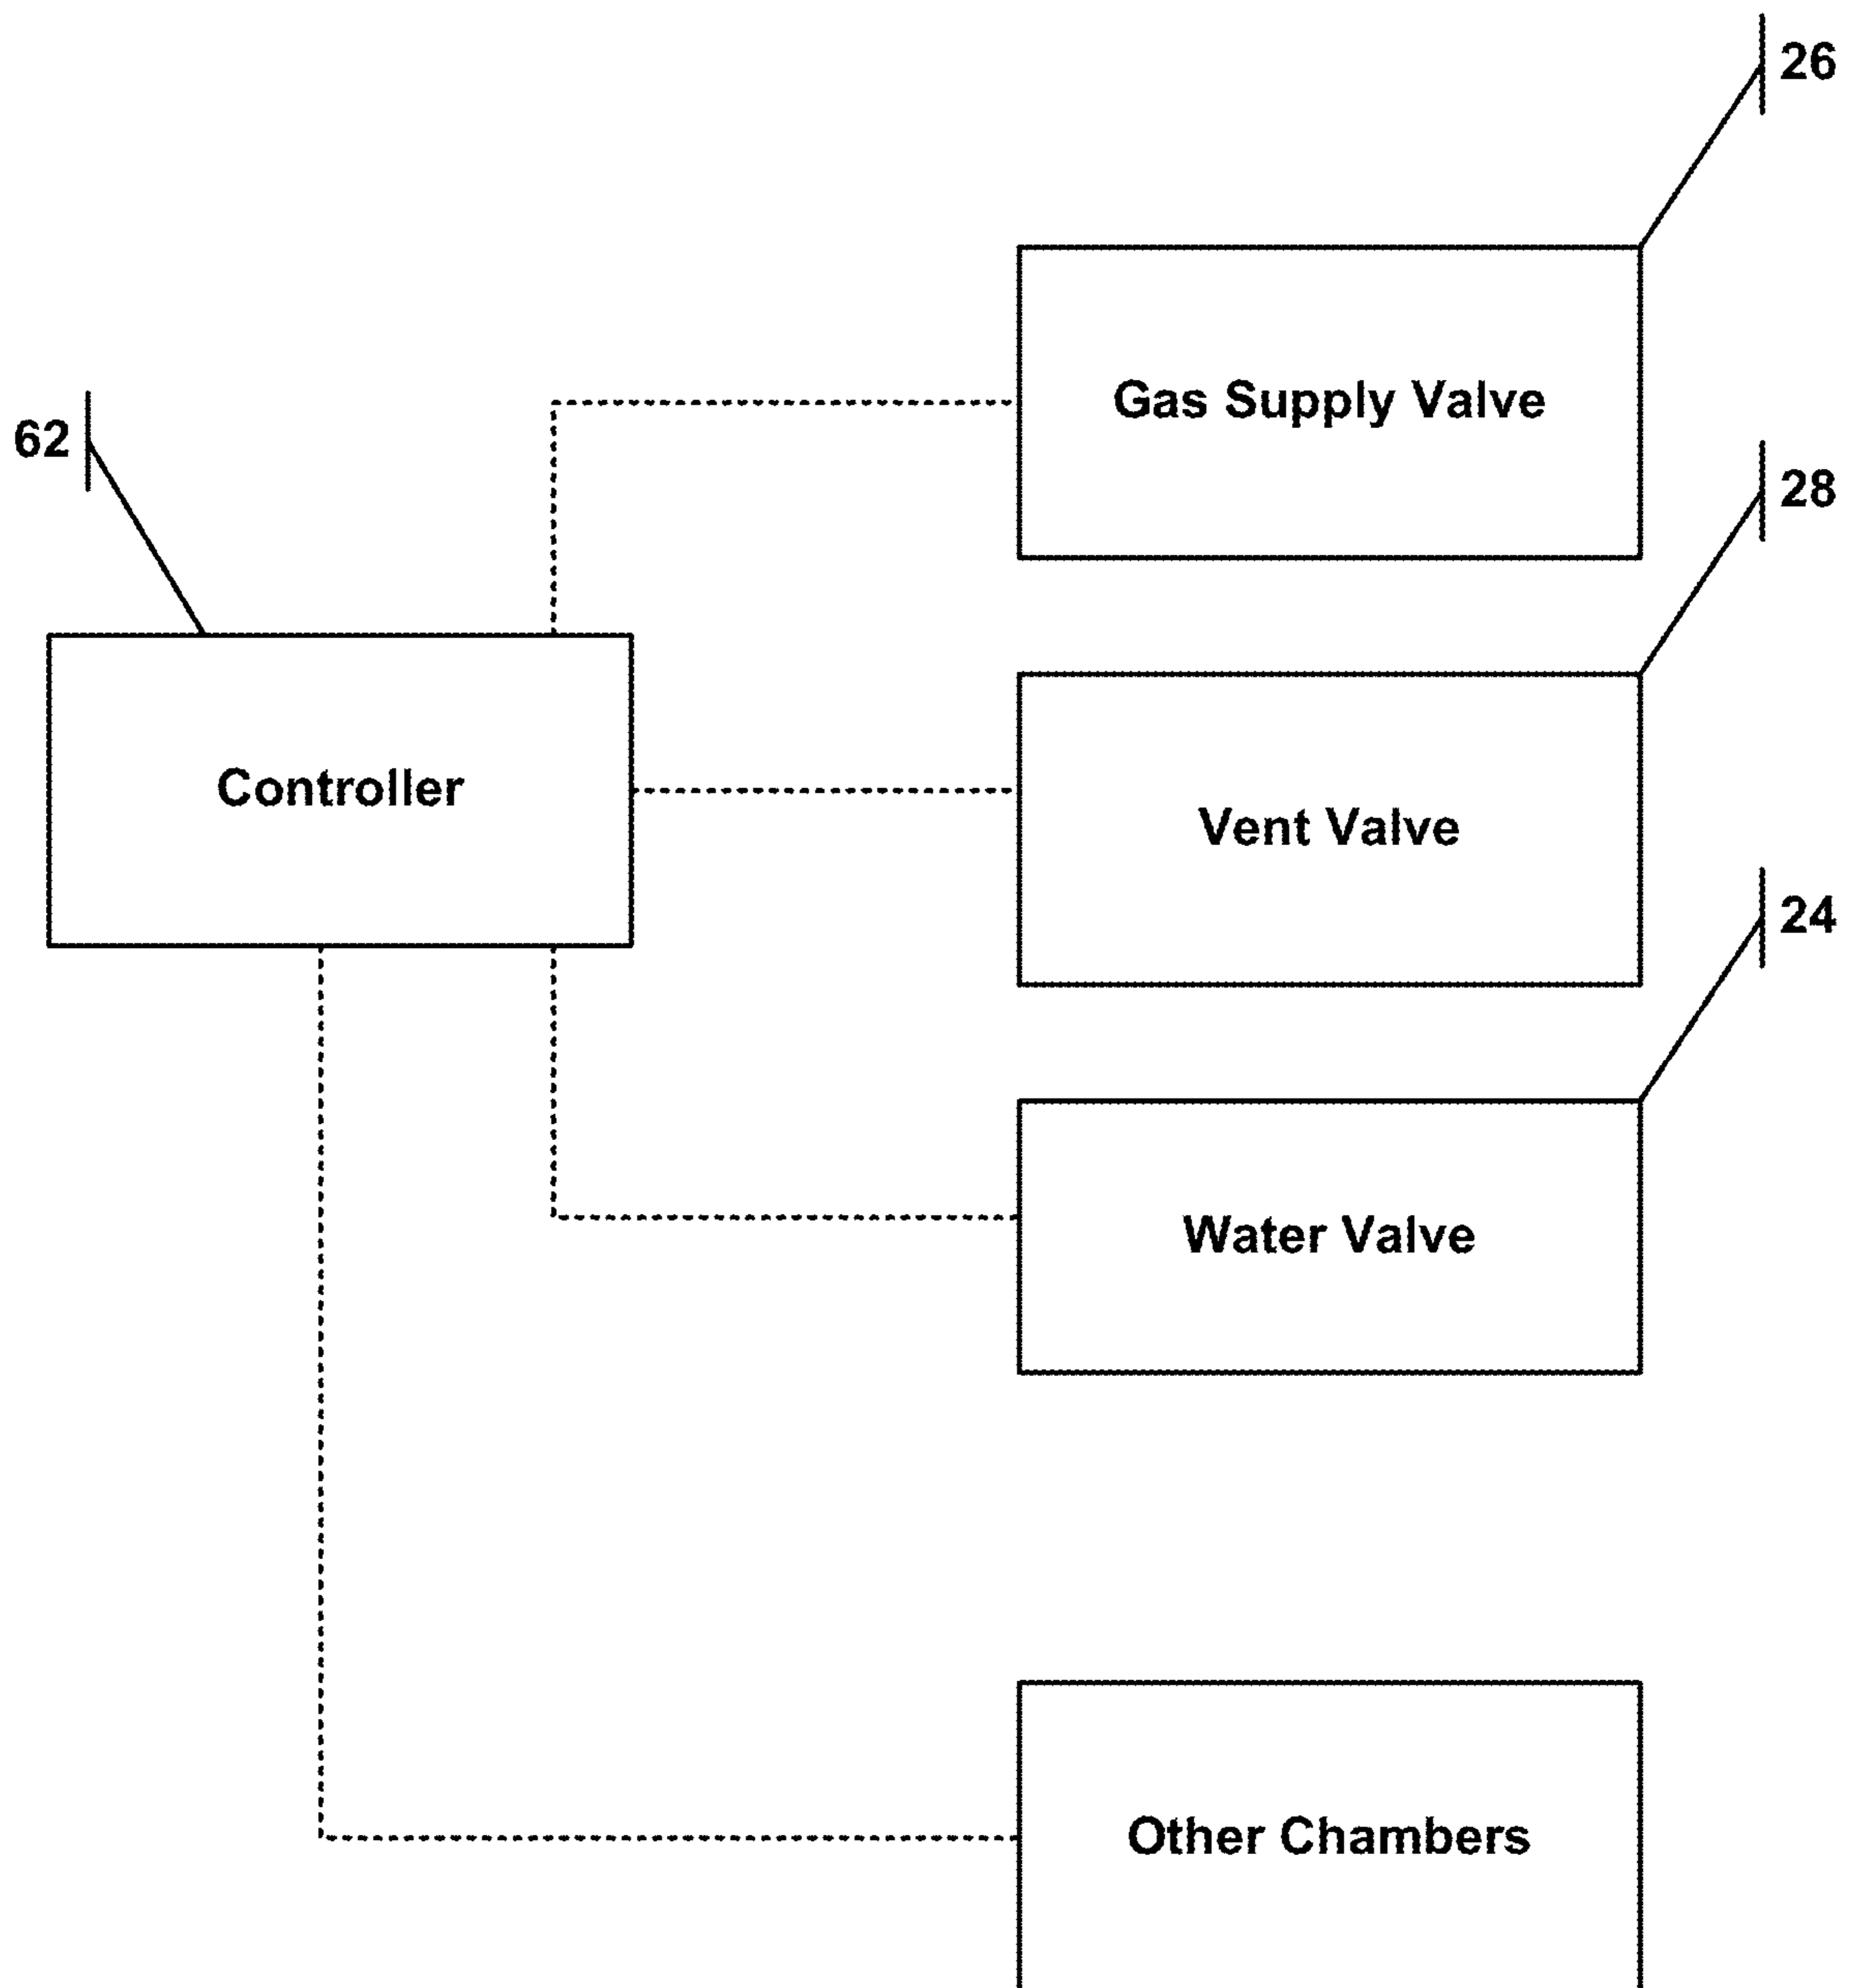 26
Gas Supply Valve
62
28
Controller
Vent Valve
24
Water Valve
Other Chambers